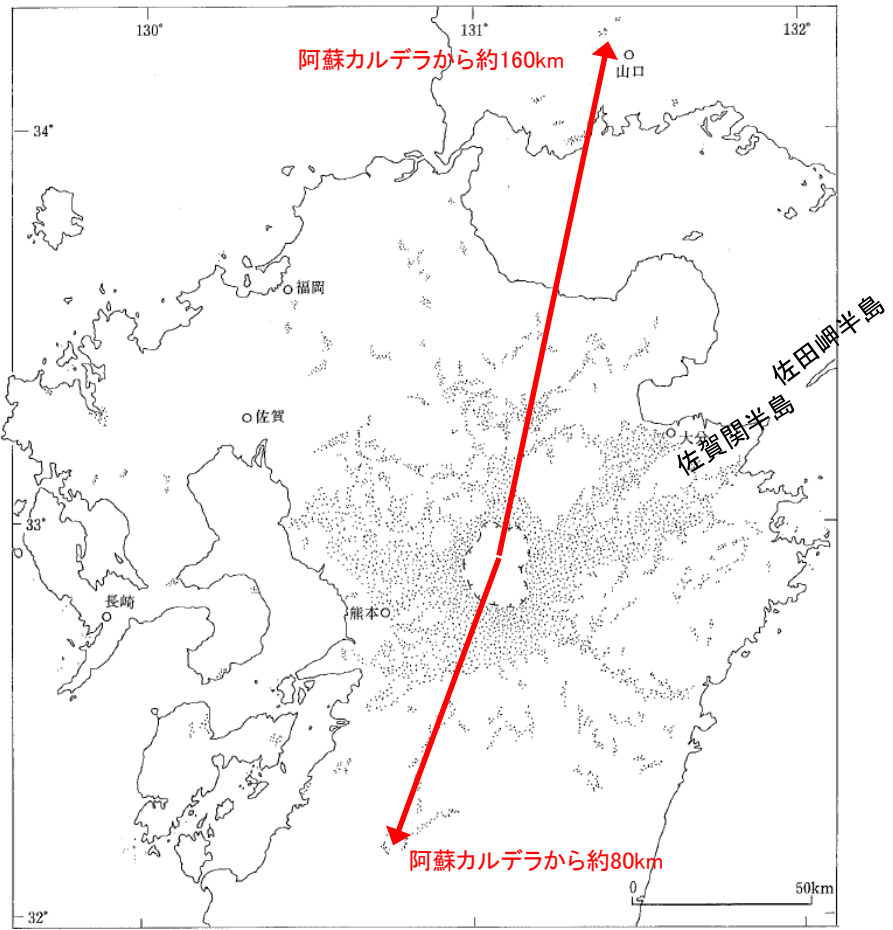 130°
131°
132°
阿蘇カルデラから約160km
山口
34°
福岡
佐田岬半島
佐賀
大分
佐賀関半島
33°
長崎
熊本
阿蘇カルデラから約80km
0
50km
32°